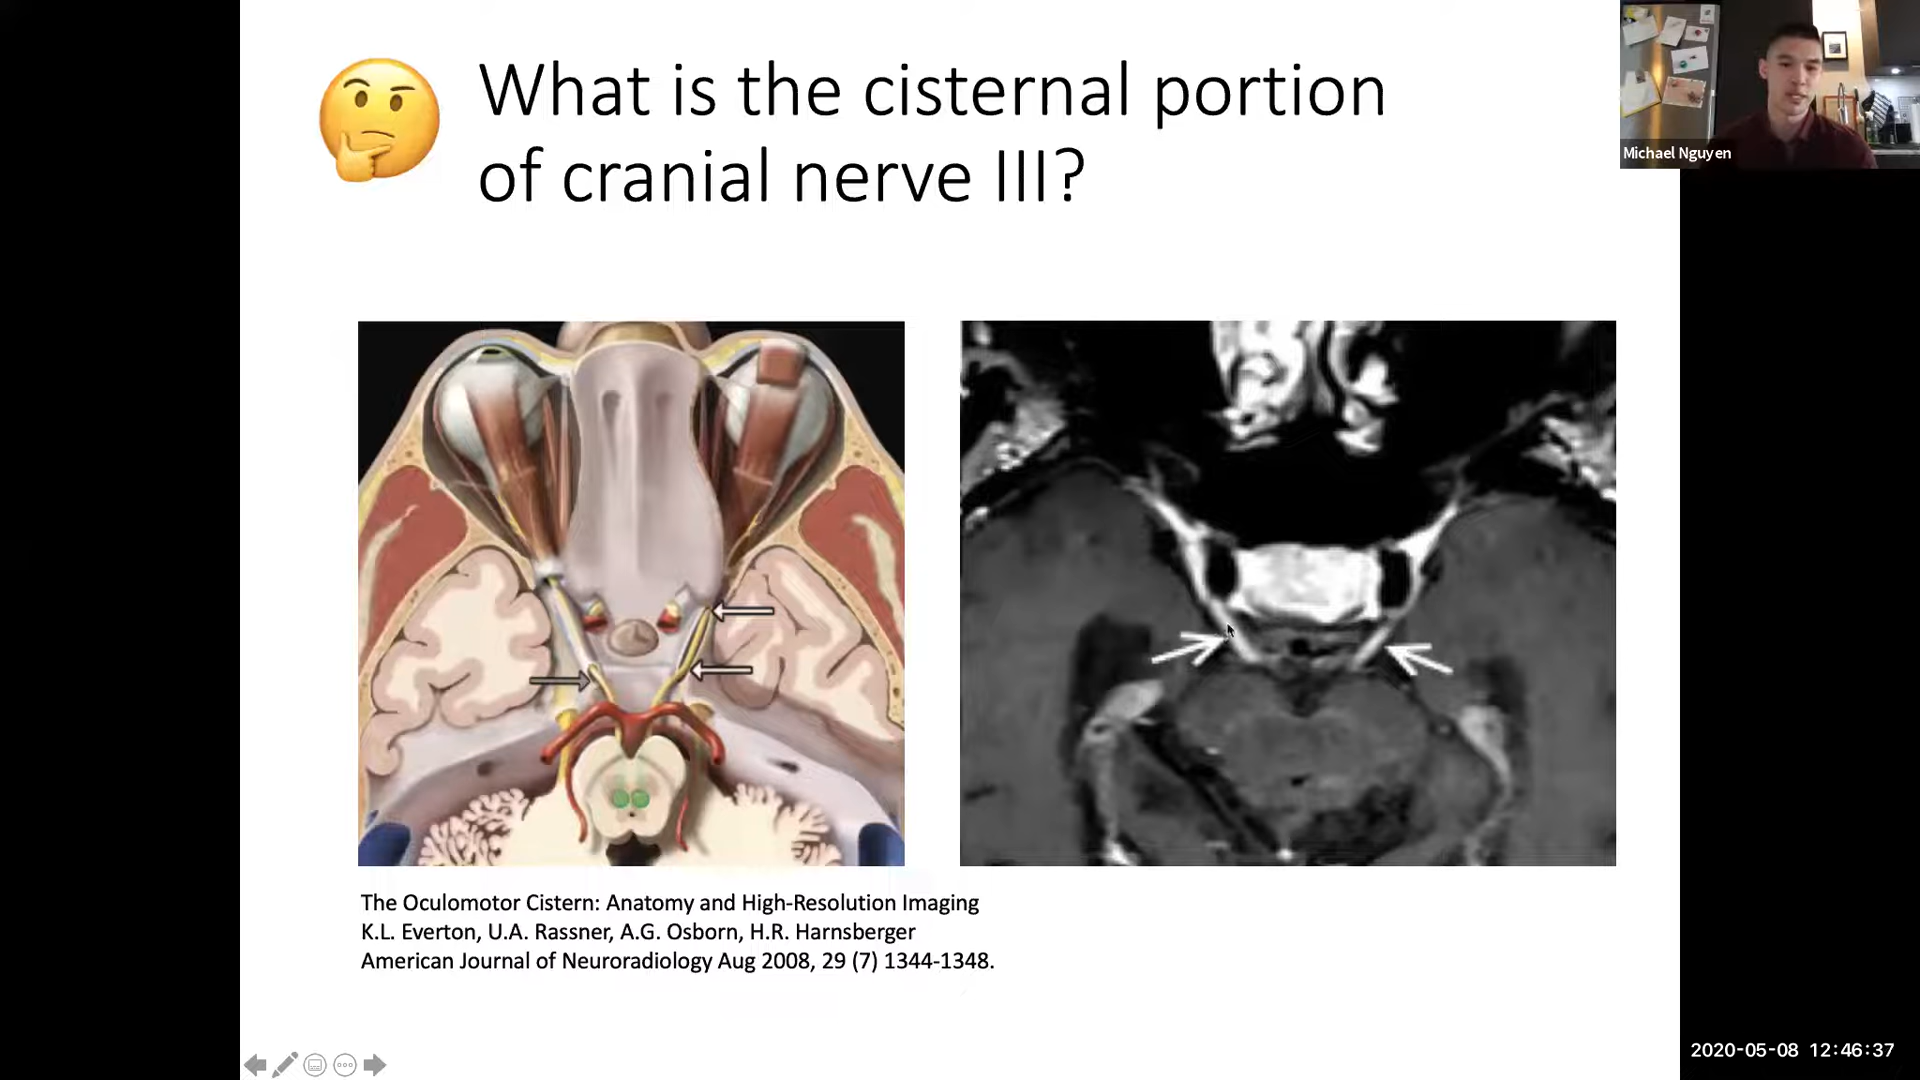 What is the cisternal portion
of cranial nerve III?
Michael Nguyen
The Oculomotor Cistern: Anatomy and High-Resolution Imaging
K.L. Everton, U.A. Rassner, A.G. Osborn, H.R. Harnsberger
American Journal of Neuroradiology Aug 2008, 29 (7) 1344-1348.
2020-05-08 12:46:37